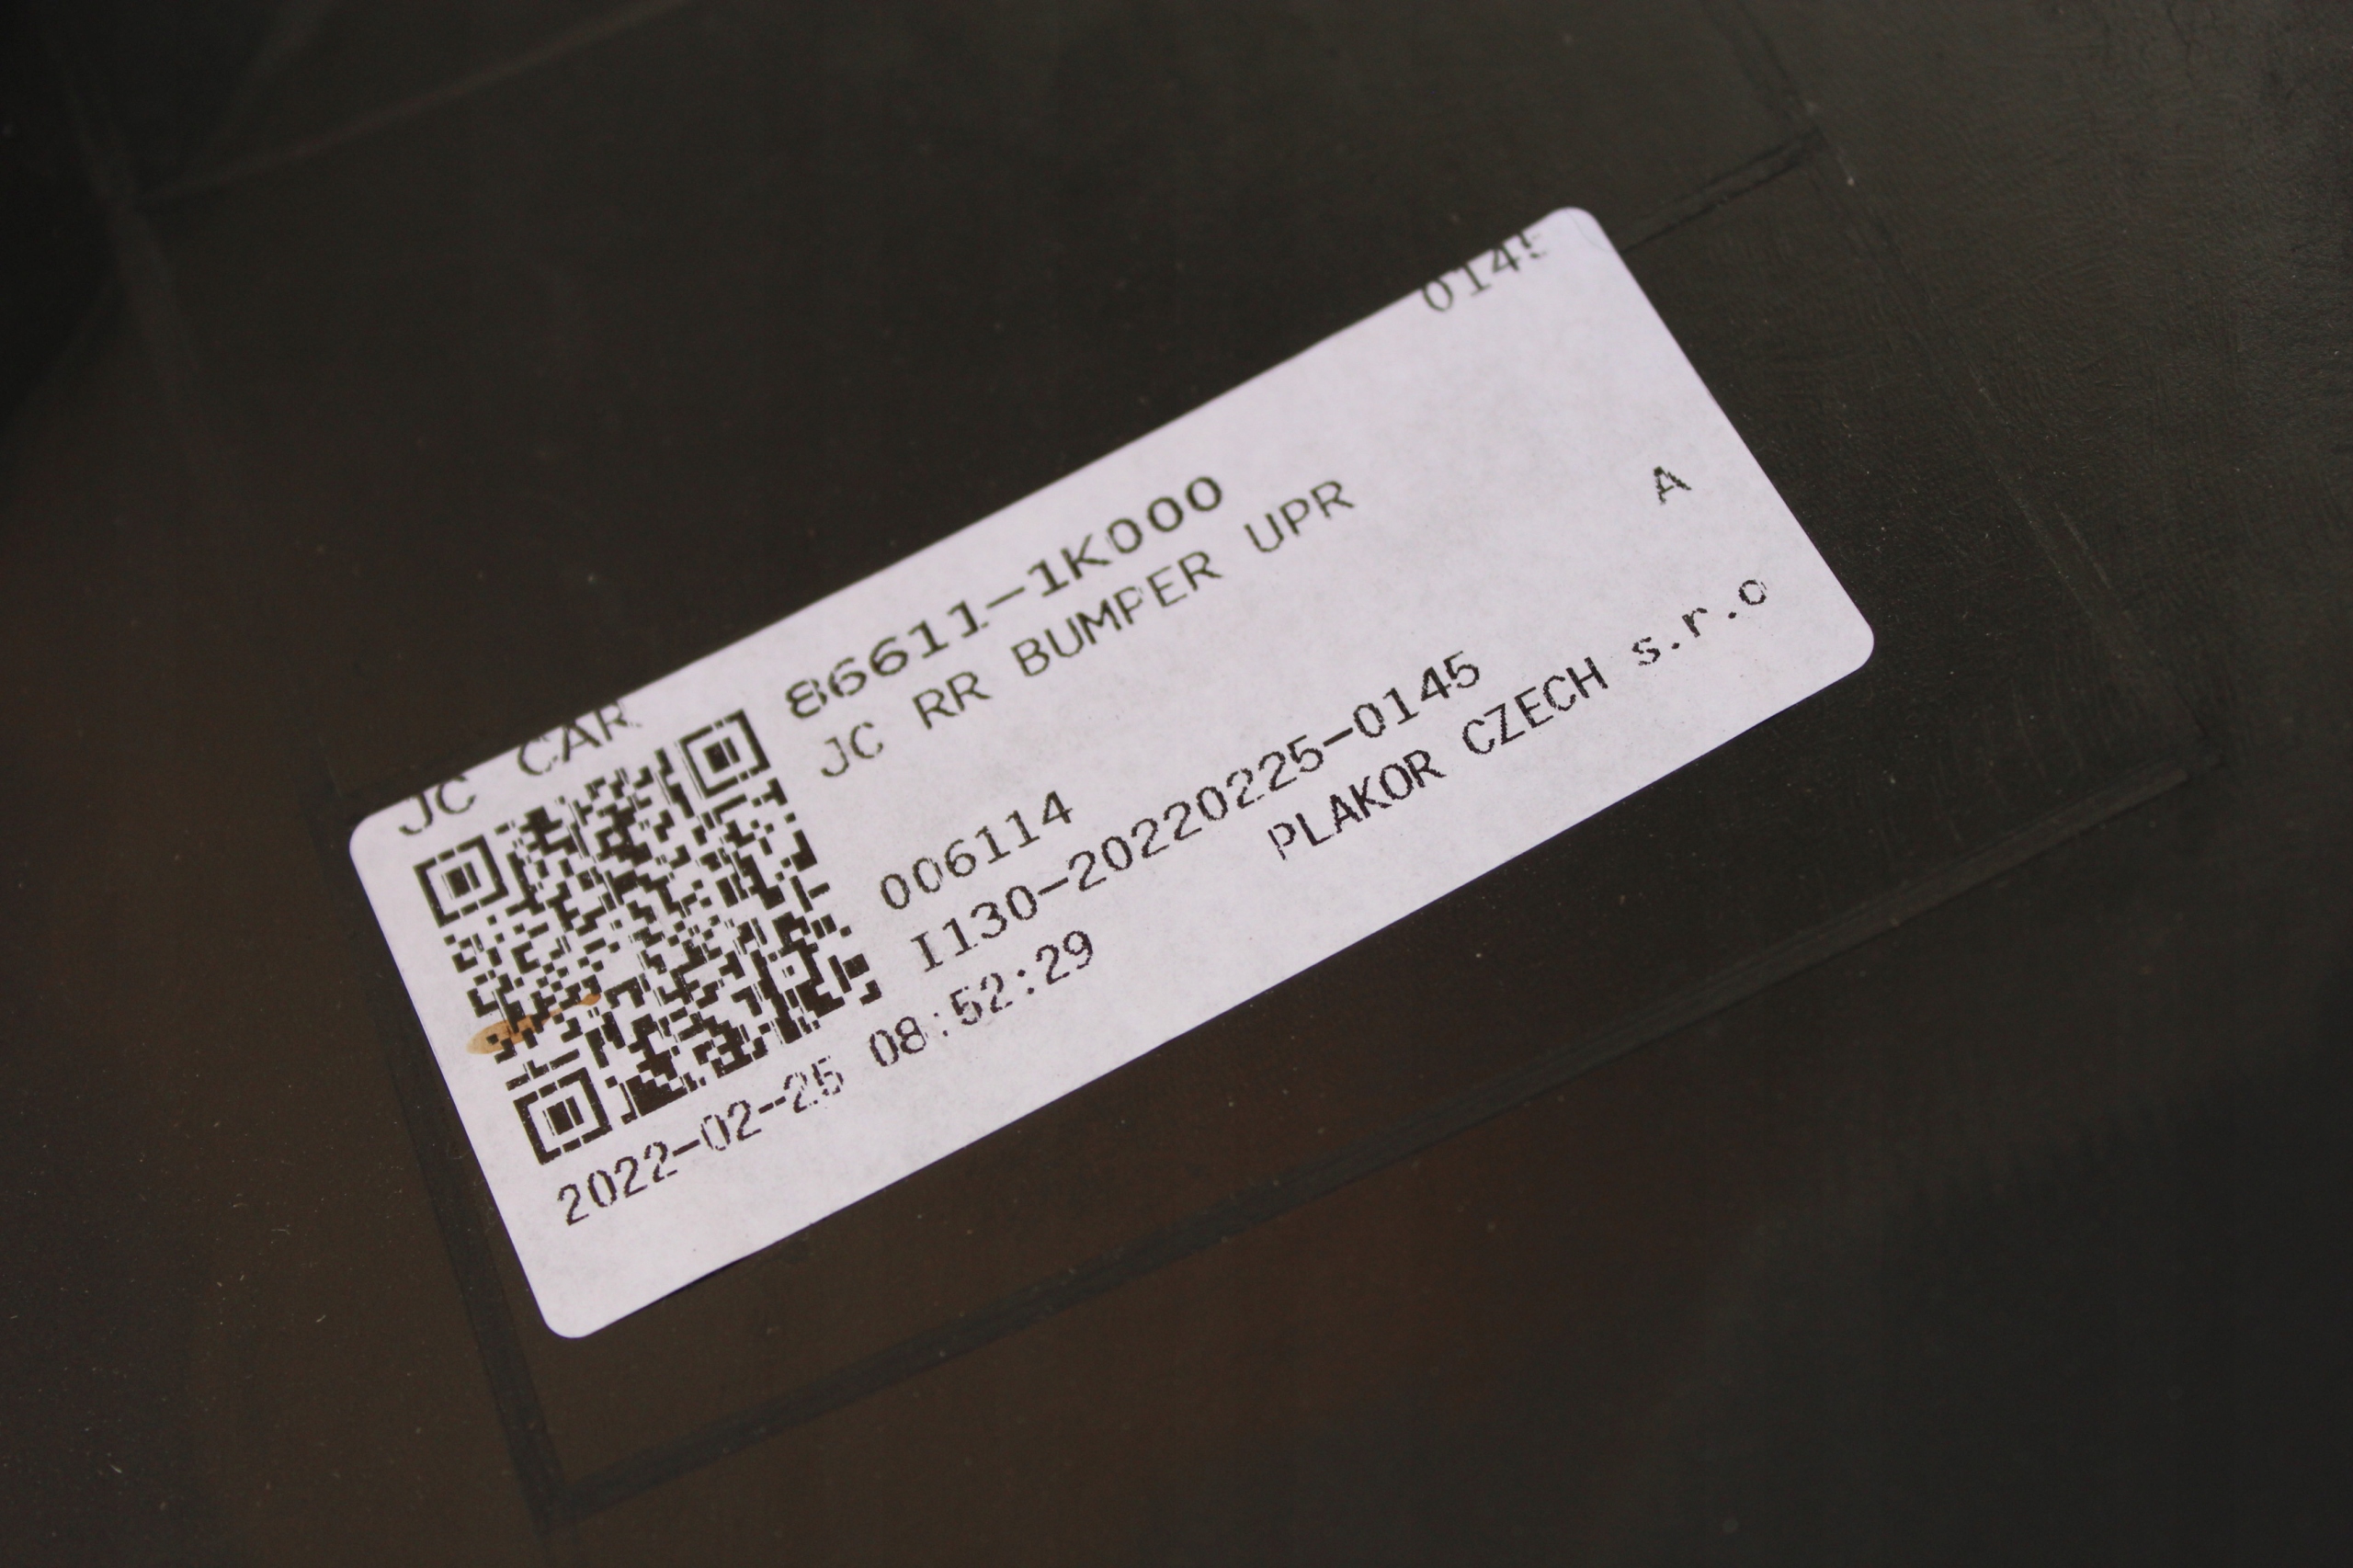 JC CAR 0145
86611-1K000
JC RR BUMPER UPR
A
006114
I130-20220225-0145
2022-02-25 08:52:29 PLAKOR CZECH s.r.o